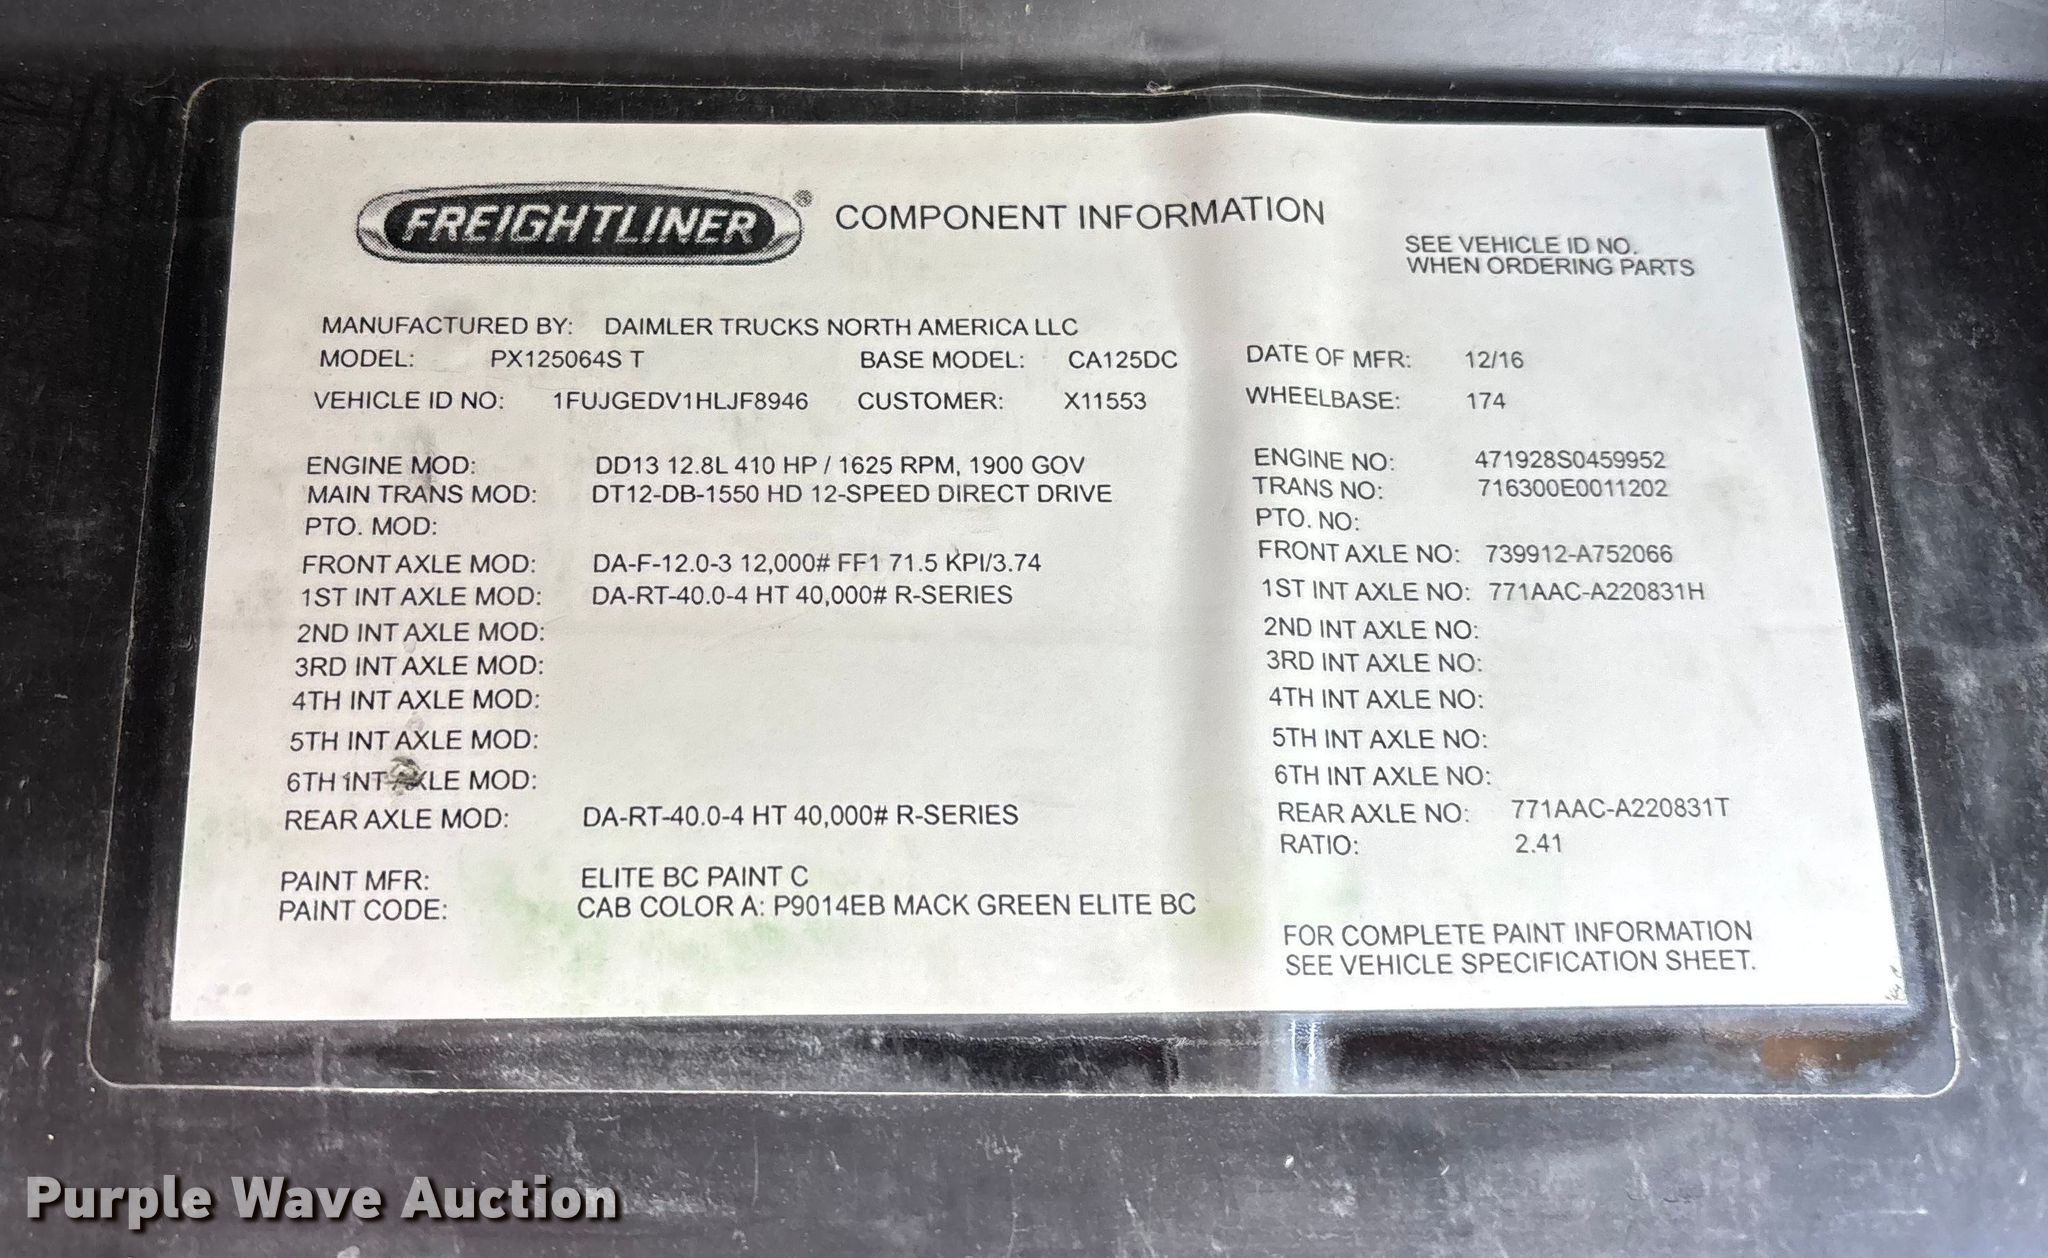 FREIGHTLINER® COMPONENT INFORMATION
SEE VEHICLE ID NO.
WHEN ORDERING PARTS
MANUFACTURED BY: DAIMLER TRUCKS NORTH AMERICA LLC
MODEL: PX125064S T BASE MODEL: CA125DC DATE OF MFR: 12/16
VEHICLE ID NO: 1FUJGEDV1HLJF8946 CUSTOMER: X11553 WHEELBASE: 174
ENGINE MOD: DD13 12.8L 410 HP / 1625 RPM, 1900 GOV ENGINE NO: 471928S0459952
MAIN TRANS MOD: DT12-DB-1550 HD 12-SPEED DIRECT DRIVE TRANS NO: 716300E0011202
PTO. MOD: PTO. NO:
FRONT AXLE MOD: DA-F-12.0-3 12,000# FF1 71.5 KPI/3.74 FRONT AXLE NO: 739912-A752066
1ST INT AXLE MOD: DA-RT-40.0-4 HT 40,000# R-SERIES 1ST INT AXLE NO: 771AAC-A220831H
2ND INT AXLE MOD: 2ND INT AXLE NO:
3RD INT AXLE MOD: 3RD INT AXLE NO:
4TH INT AXLE MOD: 4TH INT AXLE NO:
5TH INT AXLE MOD: 5TH INT AXLE NO:
6TH INT AXLE MOD: 6TH INT AXLE NO:
REAR AXLE MOD: DA-RT-40.0-4 HT 40,000# R-SERIES REAR AXLE NO: 771AAC-A220831T
RATIO: 2.41
PAINT MFR: ELITE BC PAINT C
PAINT CODE: CAB COLOR A: P9014EB MACK GREEN ELITE BC
FOR COMPLETE PAINT INFORMATION
SEE VEHICLE SPECIFICATION SHEET.
Purple Wave Auction